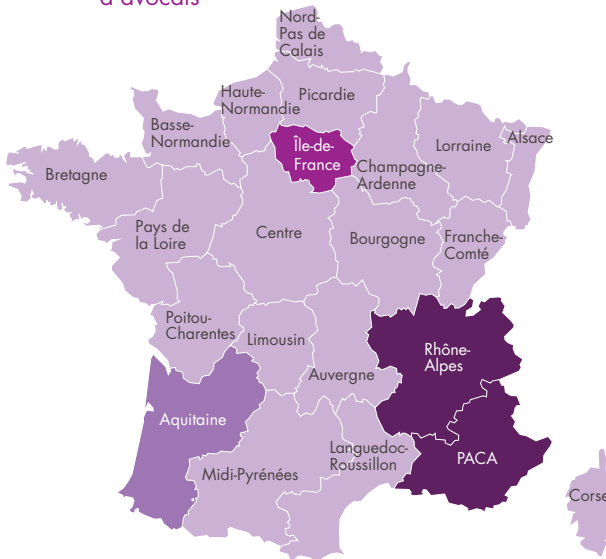 d'avocats
Nord-
Pas de
Calais
Haute-
Normandie
Picardie
Basse-
Normandie
Île-de-
France
Champagne-
Ardenne
Lorraine
Alsace
Bretagne
Pays de
la Loire
Centre
Bourgogne
Franche-
Comté
Poitou-
Charentes
Limousin
Auvergne
Rhône-
Alpes
Aquitaine
Midi-Pyrénées
Languedoc-
Roussillon
PACA
Corse